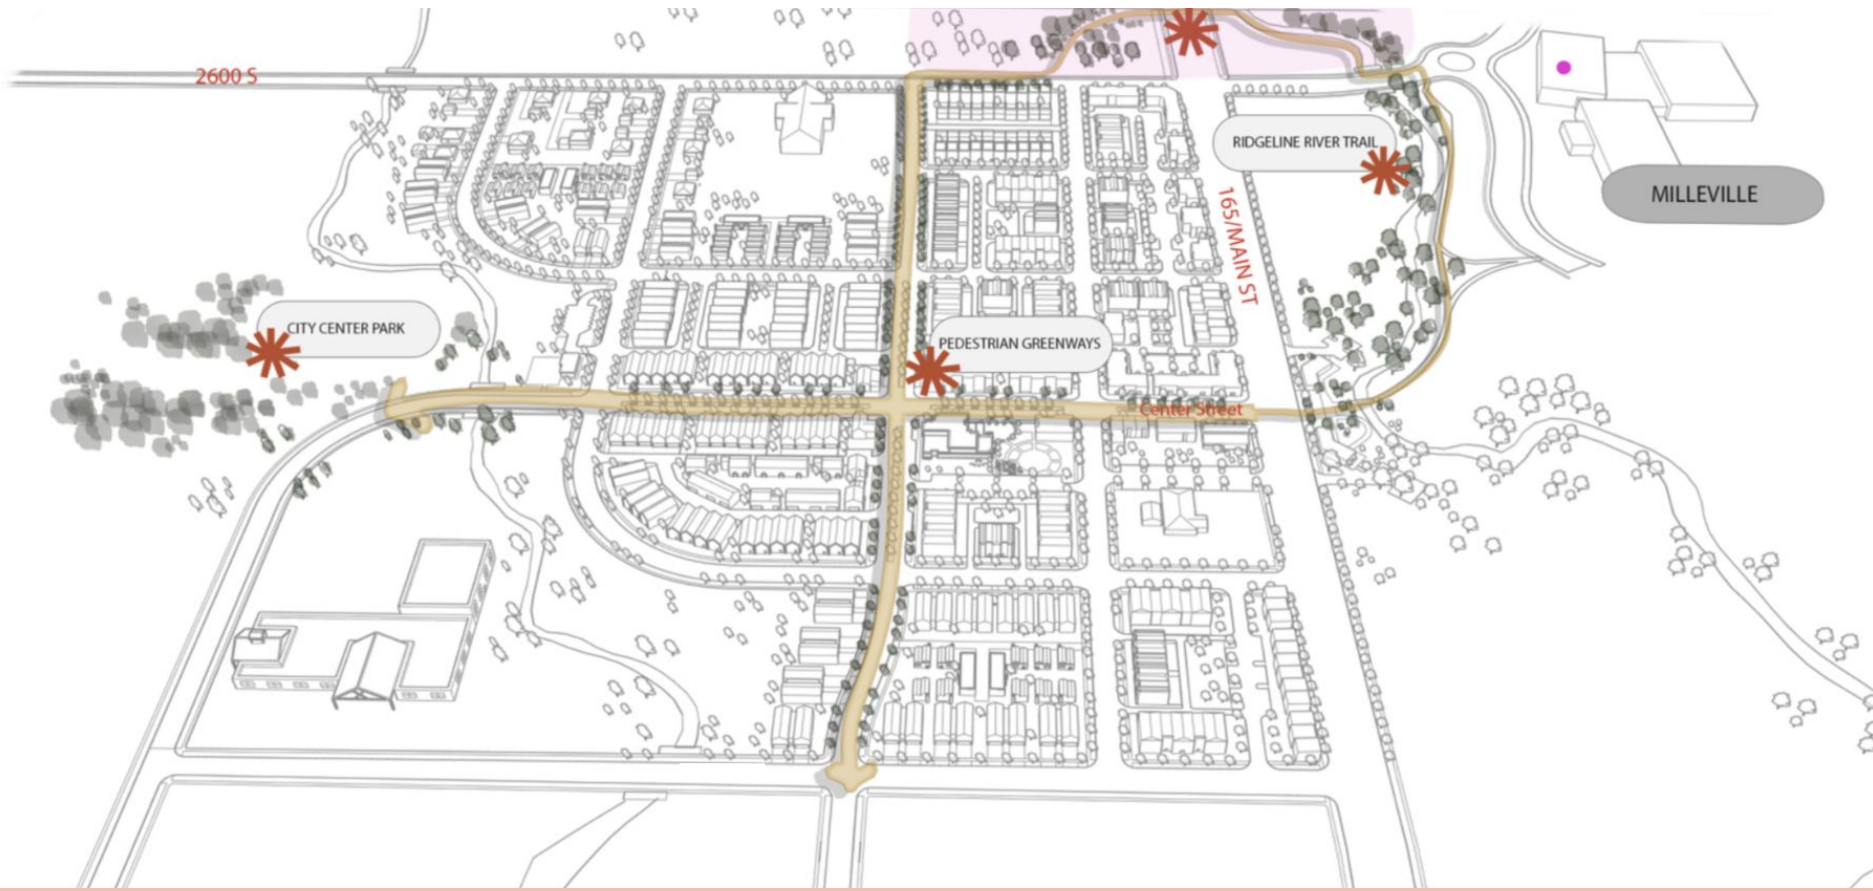 2600 S
RIDGELINE RIVER TRAIL
MILLEVILLE
165/MAIN ST
CITY CENTER PARK
PEDESTRIAN GREENWAYS
Center Street